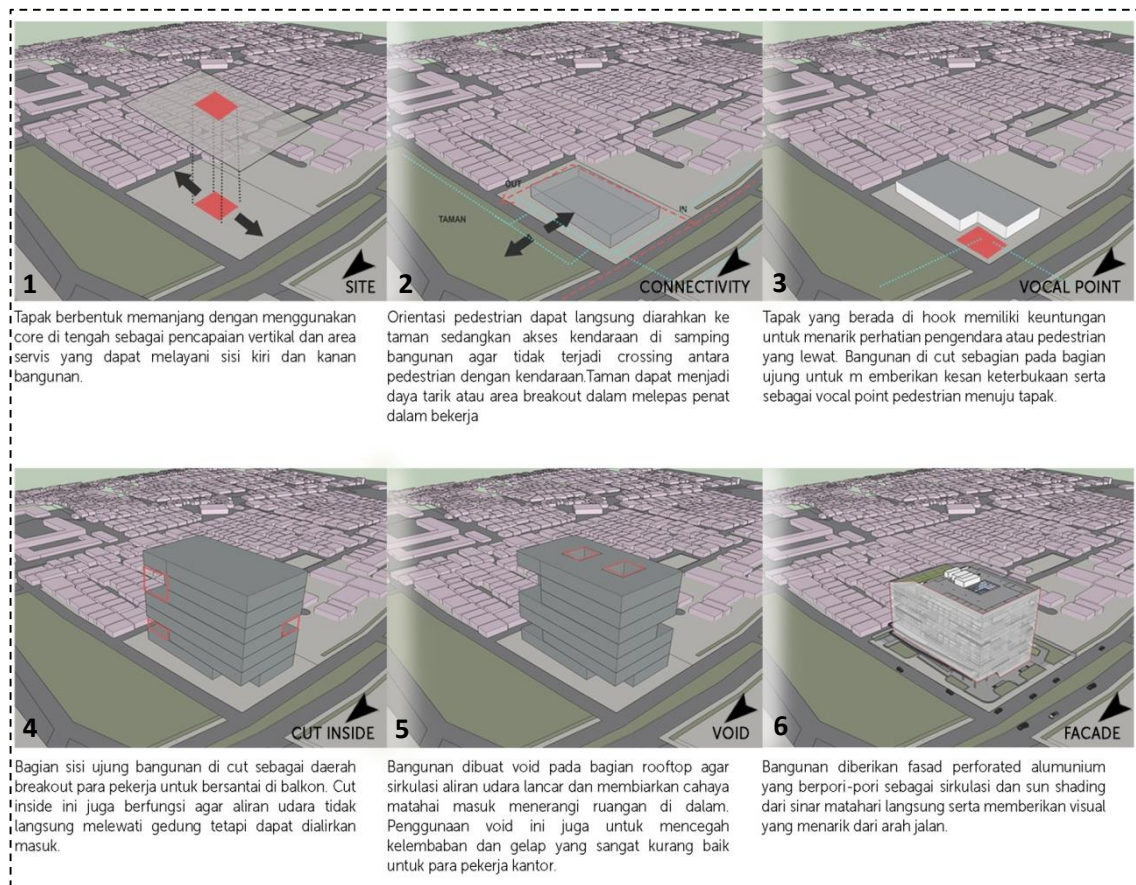 1
SITE
Tapak berbentuk memanjang dengan menggunakan
core di tengah sebagai pencapaian vertikal dan area
servis yang dapat melayani sisi kiri dan kanan
bangunan.
OUT
IN
TAMAN
2
CONNECTIVITY
Orientasi pedestrian dapat langsung diarahkan ke
taman sedangkan akses kendaraan di samping
bangunan agar tidak terjadi crossing antara
pedestrian dengan kendaraan.Taman dapat menjadi
daya tarik atau area breakout dalam melepas penat
dalam bekerja
3
VOCAL POINT
Tapak yang berada di hook memiliki keuntungan
untuk menarik perhatian pengendara atau pedestrian
yang lewat. Bangunan di cut sebagian pada bagian
ujung untuk m emberikan kesan keterbukaan serta
sebagai vocal point pedestrian menuju tapak.
4
CUT INSIDE
Bagian sisi ujung bangunan di cut sebagai daerah
breakout para pekerja untuk bersantai di balkon. Cut
inside ini juga berfungsi agar aliran udara tidak
langsung melewati gedung tetapi dapat dialirkan
masuk.
5
VOID
Bangunan dibuat void pada bagian rooftop agar
sirkulasi aliran udara lancar dan membiarkan cahaya
matahai masuk menerangi ruangan di dalam.
Penggunaan void ini juga untuk mencegah
kelembaban dan gelap yang sangat kurang baik
untuk para pekerja kantor.
6
FACADE
Bangunan diberikan fasad perforated alumunium
yang berpori-pori sebagai sirkulasi dan sun shading
dari sinar matahari langsung serta memberikan visual
yang menarik dari arah jalan.